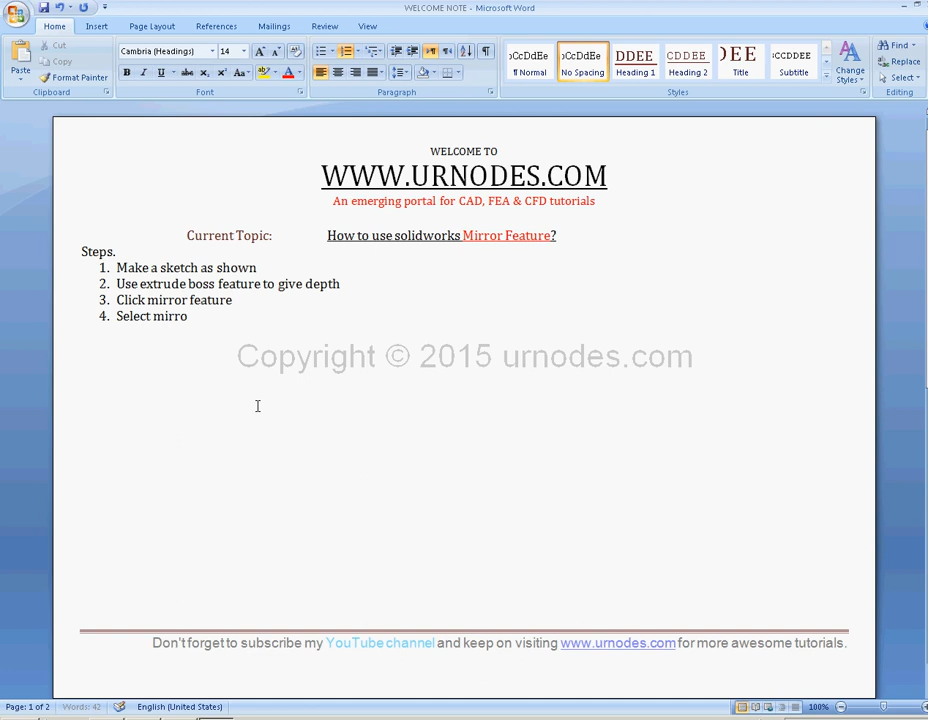 WELCOME NOTE - Microsoft Word
Home Insert Page Layout References Mailings Review View
Paste
Cut
Copy
Format Painter
Clipboard
Cambria (Headings) 14
Font
Paragraph
AaBbCcDdEe
¶ Normal
No Spacing
Heading 1
Heading 2
Title
Subtitle
Change Styles
Styles
Find
Replace
Select
Editing
WELCOME TO
WWW.URNODES.COM
An emerging portal for CAD, FEA & CFD tutorials
Current Topic: How to use solidworks Mirror Feature?
Steps.
1. Make a sketch as shown
2. Use extrude boss feature to give depth
3. Click mirror feature
4. Select mirro
Copyright © 2015 urnodes.com
Don't forget to subscribe my YouTube channel and keep on visiting www.urnodes.com for more awesome tutorials.
Page: 1 of 2 Words: 42 English (United States) 100%